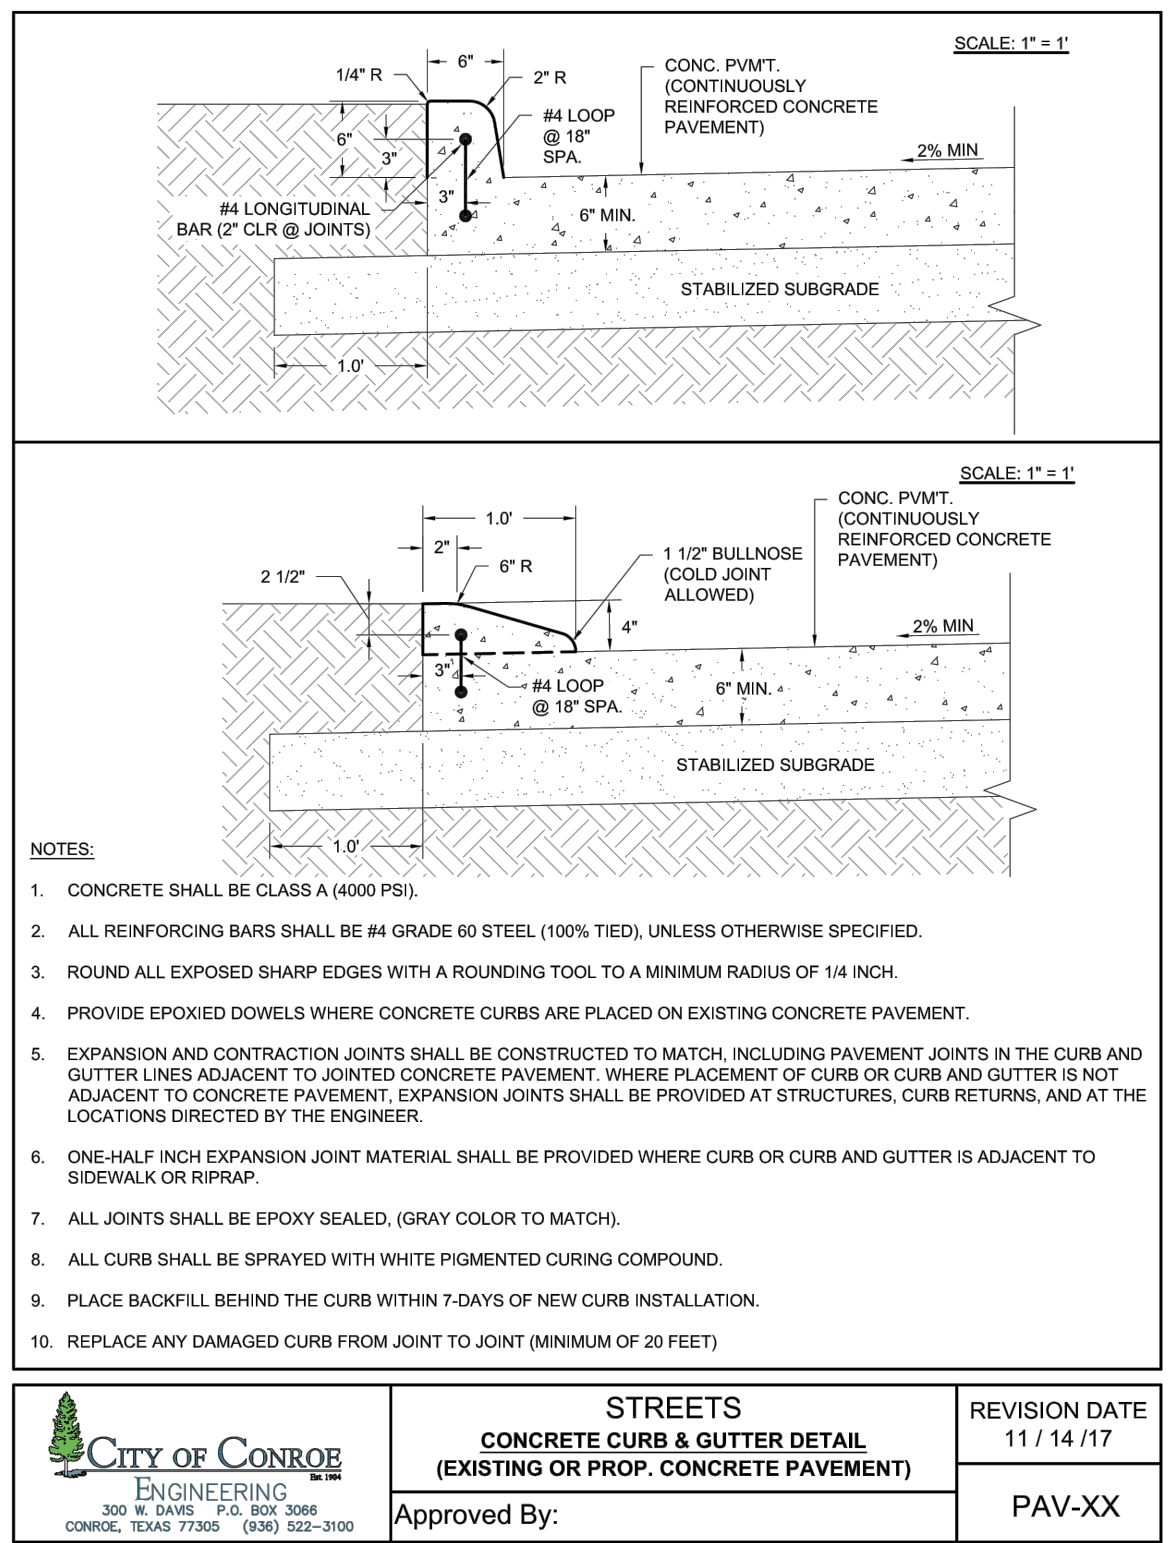 SCALE: 1" = 1'
6"
1/4" R
2" R
CONC. PVM'T.
(CONTINUOUSLY
REINFORCED CONCRETE
PAVEMENT)
#4 LOOP
@ 18"
SPA.
6"
3"
2% MIN
3"
#4 LONGITUDINAL
BAR (2" CLR @ JOINTS)
6" MIN.
STABILIZED SUBGRADE
1.0'
SCALE: 1" = 1'
CONC. PVM'T.
(CONTINUOUSLY
REINFORCED CONCRETE
PAVEMENT)
1.0'
2"
6" R
1 1/2" BULLNOSE
(COLD JOINT
ALLOWED)
2 1/2"
4"
2% MIN
3"
#4 LOOP
@ 18" SPA.
6" MIN.
STABILIZED SUBGRADE
1.0'
NOTES:
1. CONCRETE SHALL BE CLASS A (4000 PSI).
2. ALL REINFORCING BARS SHALL BE #4 GRADE 60 STEEL (100% TIED), UNLESS OTHERWISE SPECIFIED.
3. ROUND ALL EXPOSED SHARP EDGES WITH A ROUNDING TOOL TO A MINIMUM RADIUS OF 1/4 INCH.
4. PROVIDE EPOXIED DOWELS WHERE CONCRETE CURBS ARE PLACED ON EXISTING CONCRETE PAVEMENT.
5. EXPANSION AND CONTRACTION JOINTS SHALL BE CONSTRUCTED TO MATCH, INCLUDING PAVEMENT JOINTS IN THE CURB AND
GUTTER LINES ADJACENT TO JOINTED CONCRETE PAVEMENT. WHERE PLACEMENT OF CURB OR CURB AND GUTTER IS NOT
ADJACENT TO CONCRETE PAVEMENT, EXPANSION JOINTS SHALL BE PROVIDED AT STRUCTURES, CURB RETURNS, AND AT THE
LOCATIONS DIRECTED BY THE ENGINEER.
6. ONE-HALF INCH EXPANSION JOINT MATERIAL SHALL BE PROVIDED WHERE CURB OR CURB AND GUTTER IS ADJACENT TO
SIDEWALK OR RIPRAP.
7. ALL JOINTS SHALL BE EPOXY SEALED, (GRAY COLOR TO MATCH).
8. ALL CURB SHALL BE SPRAYED WITH WHITE PIGMENTED CURING COMPOUND.
9. PLACE BACKFILL BEHIND THE CURB WITHIN 7-DAYS OF NEW CURB INSTALLATION.
10. REPLACE ANY DAMAGED CURB FROM JOINT TO JOINT (MINIMUM OF 20 FEET)
CITY OF CONROE
Est. 1904
ENGINEERING
300 W. DAVIS P.O. BOX 3066
CONROE, TEXAS 77305 (936) 522-3100
STREETS
CONCRETE CURB & GUTTER DETAIL
(EXISTING OR PROP. CONCRETE PAVEMENT)
Approved By:
REVISION DATE
11 / 14 /17
PAV-XX